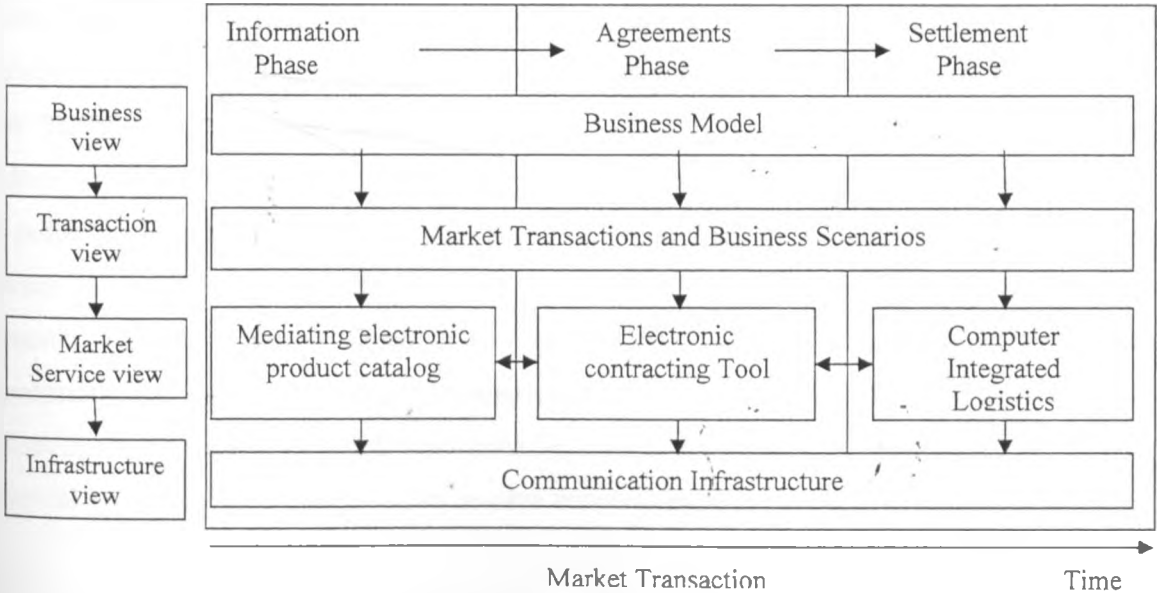 Information
Phase
Agreements
Phase
Settlement
Phase
Business
view
Business Model
Transaction
view
Market Transactions and Business Scenarios
Market
Service view
Mediating electronic
product catalog
Electronic
contracting Tool
Computer
Integrated
Logistics
Infrastructure
view
Communication Infrastructure
Market Transaction
Time